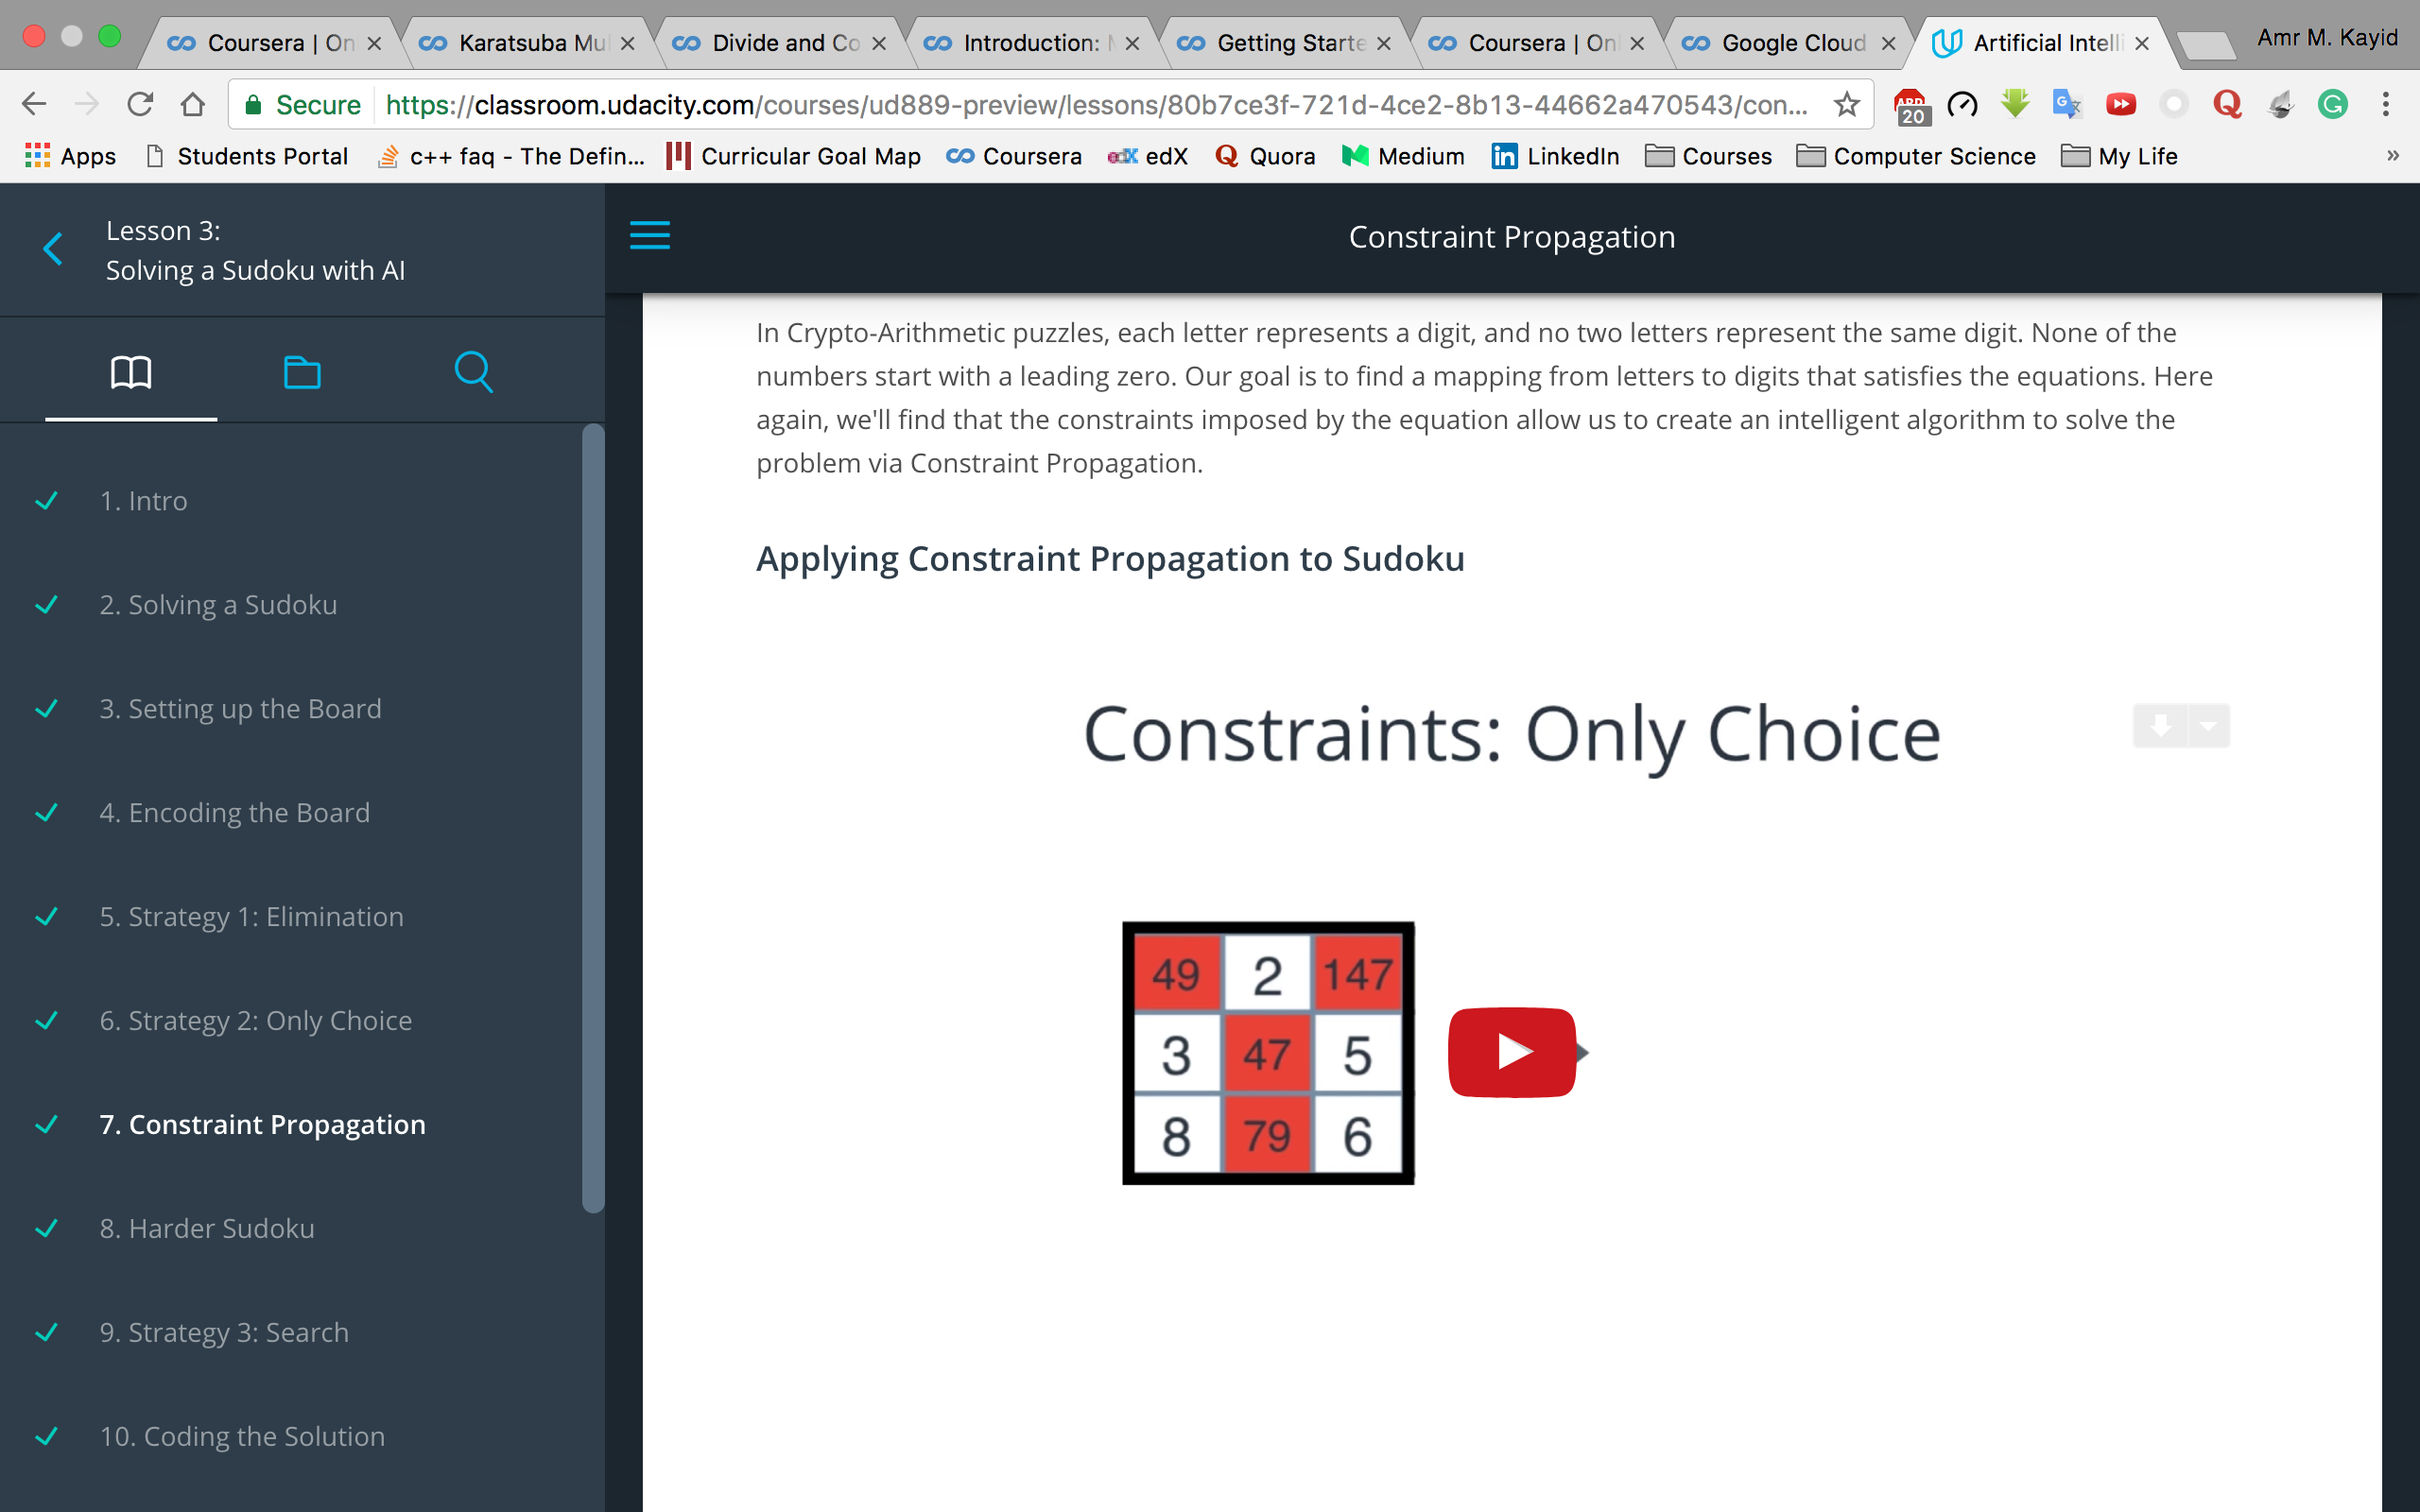 Coursera | On
Karatsuba Mul
Divide and Co
Introduction:
Getting Starte
Coursera | Onl
Google Cloud
Artificial Intelli
Amr M. Kayid
Secure
https://classroom.udacity.com/courses/ud889-preview/lessons/80b7ce3f-721d-4ce2-8b13-44662a470543/con...
20
Apps
Students Portal
c++ faq - The Defin...
Curricular Goal Map
Coursera
edX edX
Quora
Medium
in LinkedIn
Courses
Computer Science
My Life
»
Lesson 3:
Solving a Sudoku with AI
1. Intro
2. Solving a Sudoku
3. Setting up the Board
4. Encoding the Board
5. Strategy 1: Elimination
6. Strategy 2: Only Choice
7. Constraint Propagation
8. Harder Sudoku
9. Strategy 3: Search
10. Coding the Solution
Constraint Propagation
In Crypto-Arithmetic puzzles, each letter represents a digit, and no two letters represent the same digit. None of the
numbers start with a leading zero. Our goal is to find a mapping from letters to digits that satisfies the equations. Here
again, we'll find that the constraints imposed by the equation allow us to create an intelligent algorithm to solve the
problem via Constraint Propagation.
Applying Constraint Propagation to Sudoku
Constraints: Only Choice
49 2 147
3 47 5
8 79 6